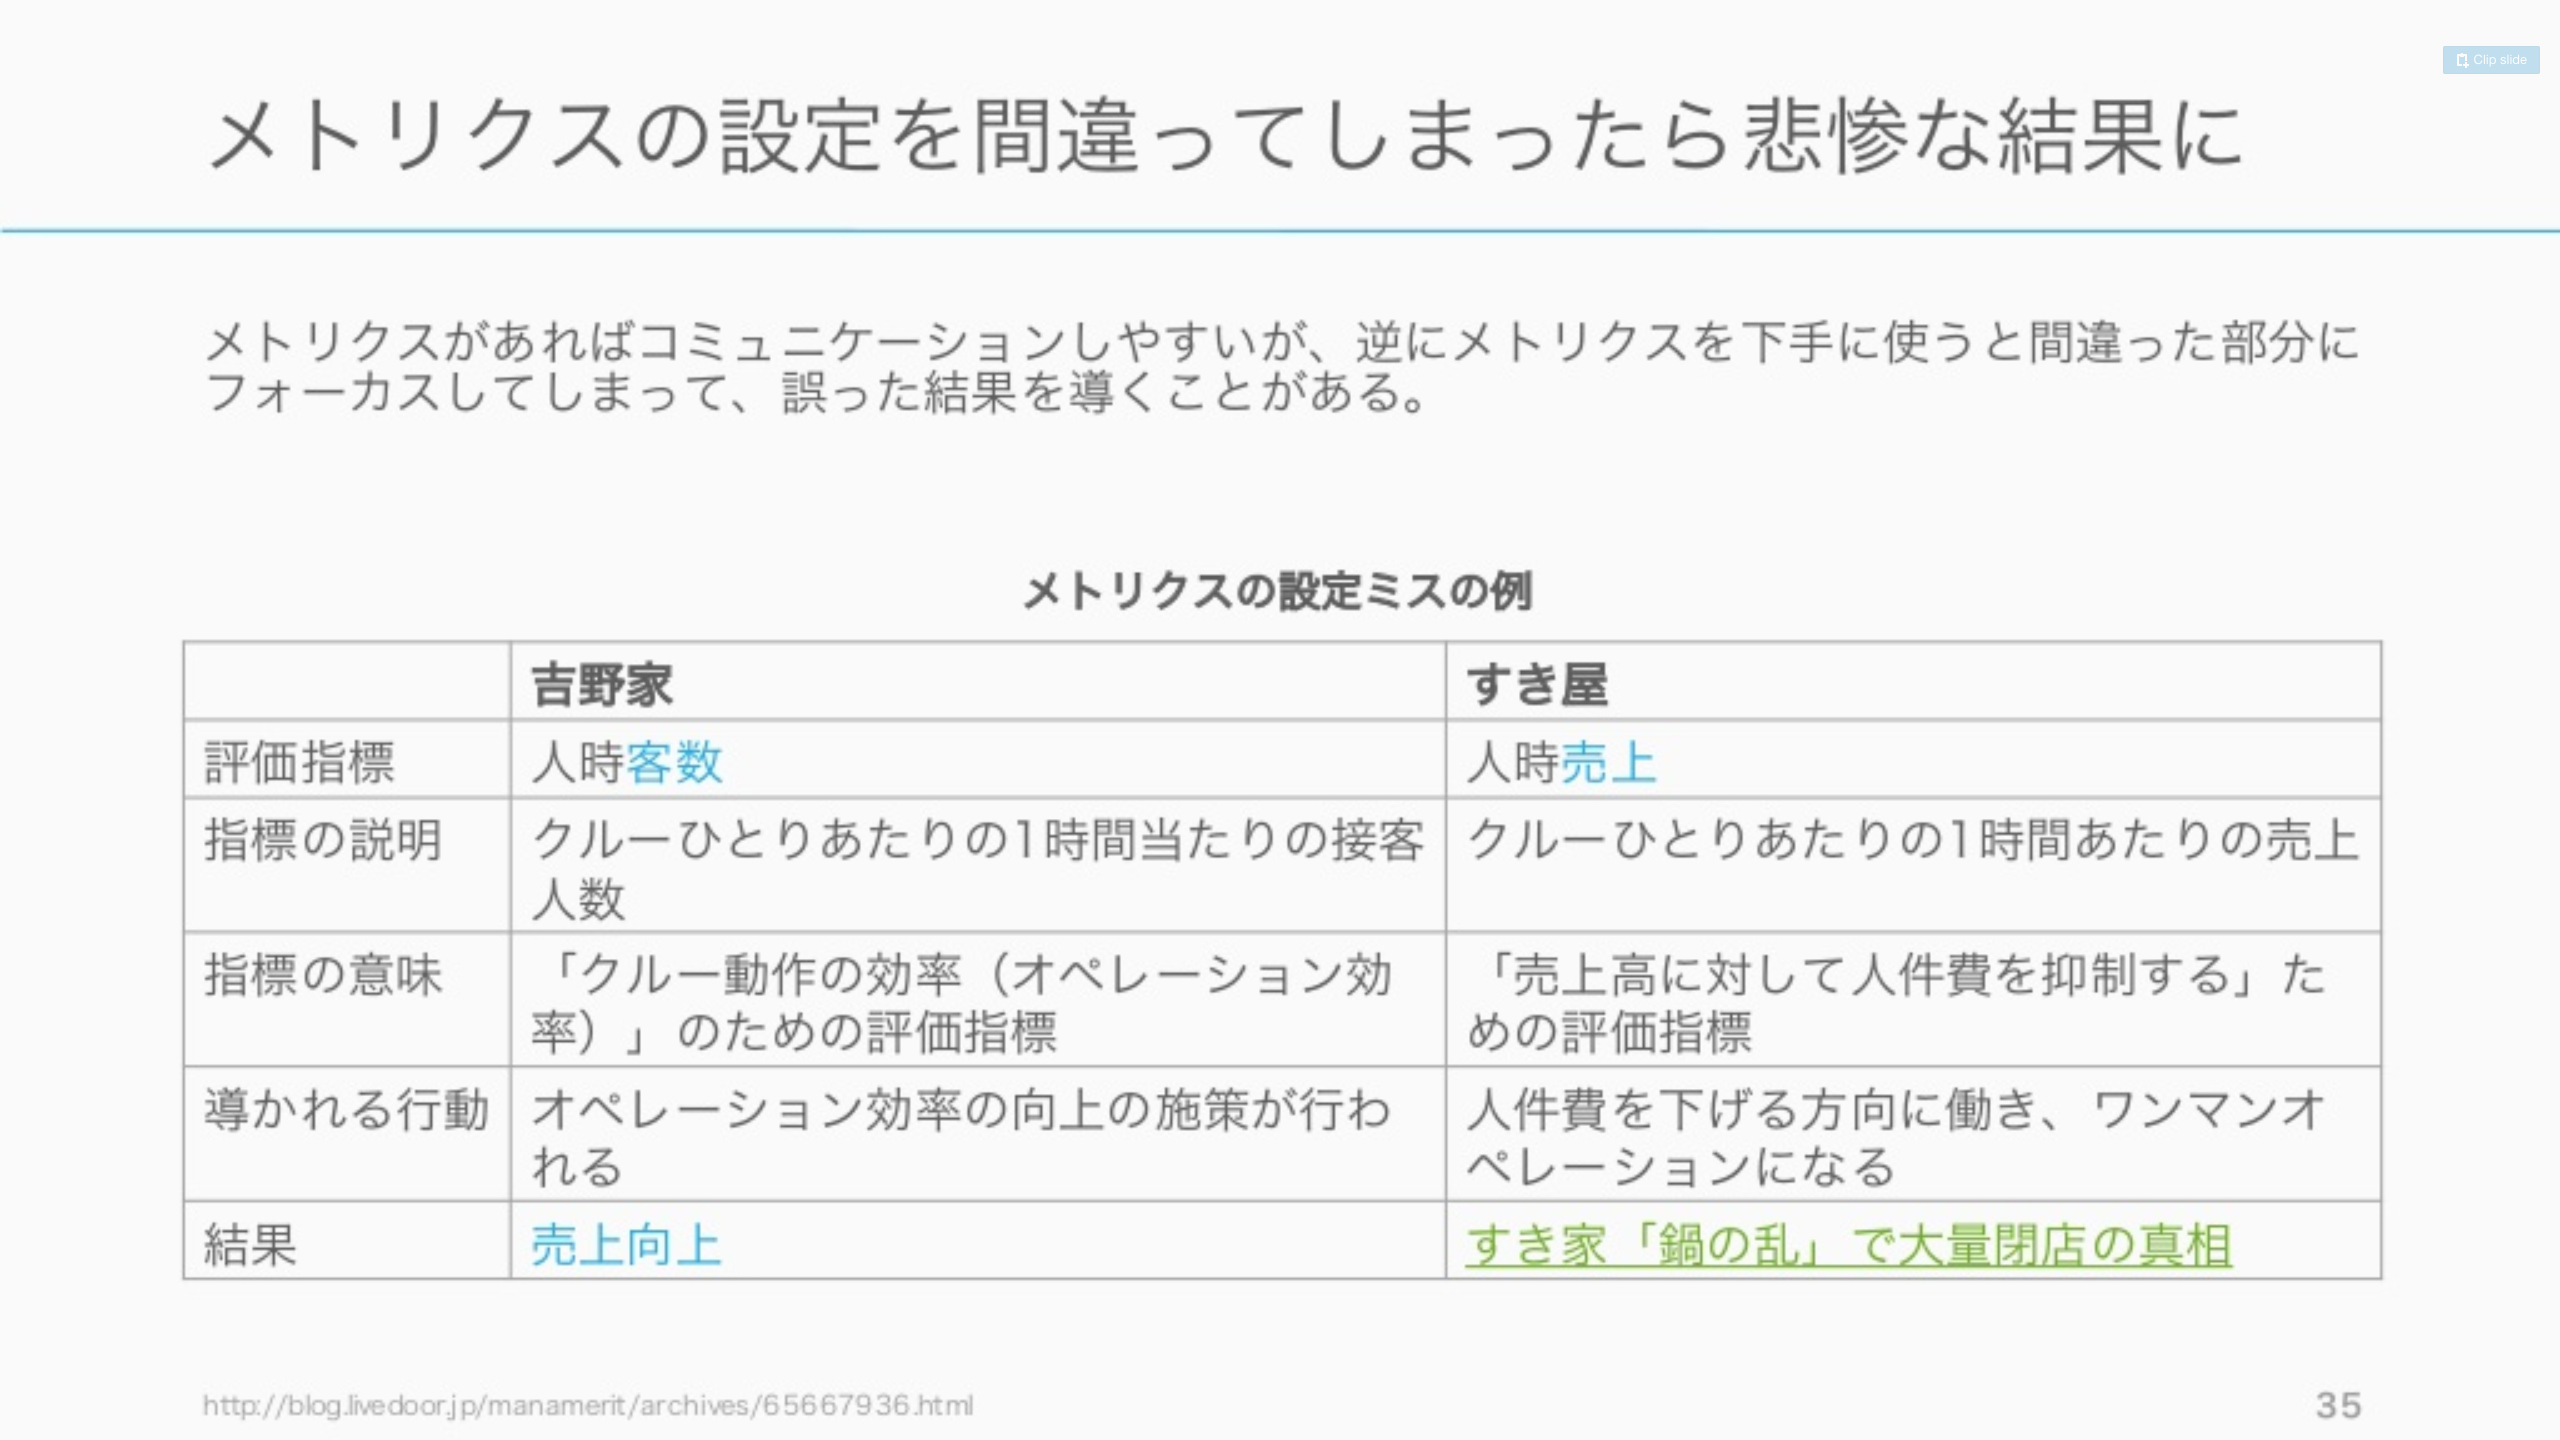 Clip slide
メトリクスの設定を間違ってしまったら悲惨な結果に
メトリクスがあればコミュニケーションしやすいが、逆にメトリクスを下手に使うと間違った部分に
フォーカスしてしまって、誤った結果を導くことがある。
メトリクスの設定ミスの例
吉野家 すき屋
評価指標 人時客数 人時売上
指標の説明 クルーひとりあたりの1時間当たりの接客 クルーひとりあたりの1時間あたりの売上
人数
指標の意味 「クルー動作の効率（オペレーション効 「売上高に対して人件費を抑制する」た
率）」のための評価指標 めの評価指標
導かれる行動 オペレーション効率の向上の施策が行わ 人件費を下げる方向に働き、ワンマンオ
れる ペレーションになる
結果 売上向上 すき家「鍋の乱」で大量閉店の真相
http://blog.livedoor.jp/manamerit/archives/65667936.html 35